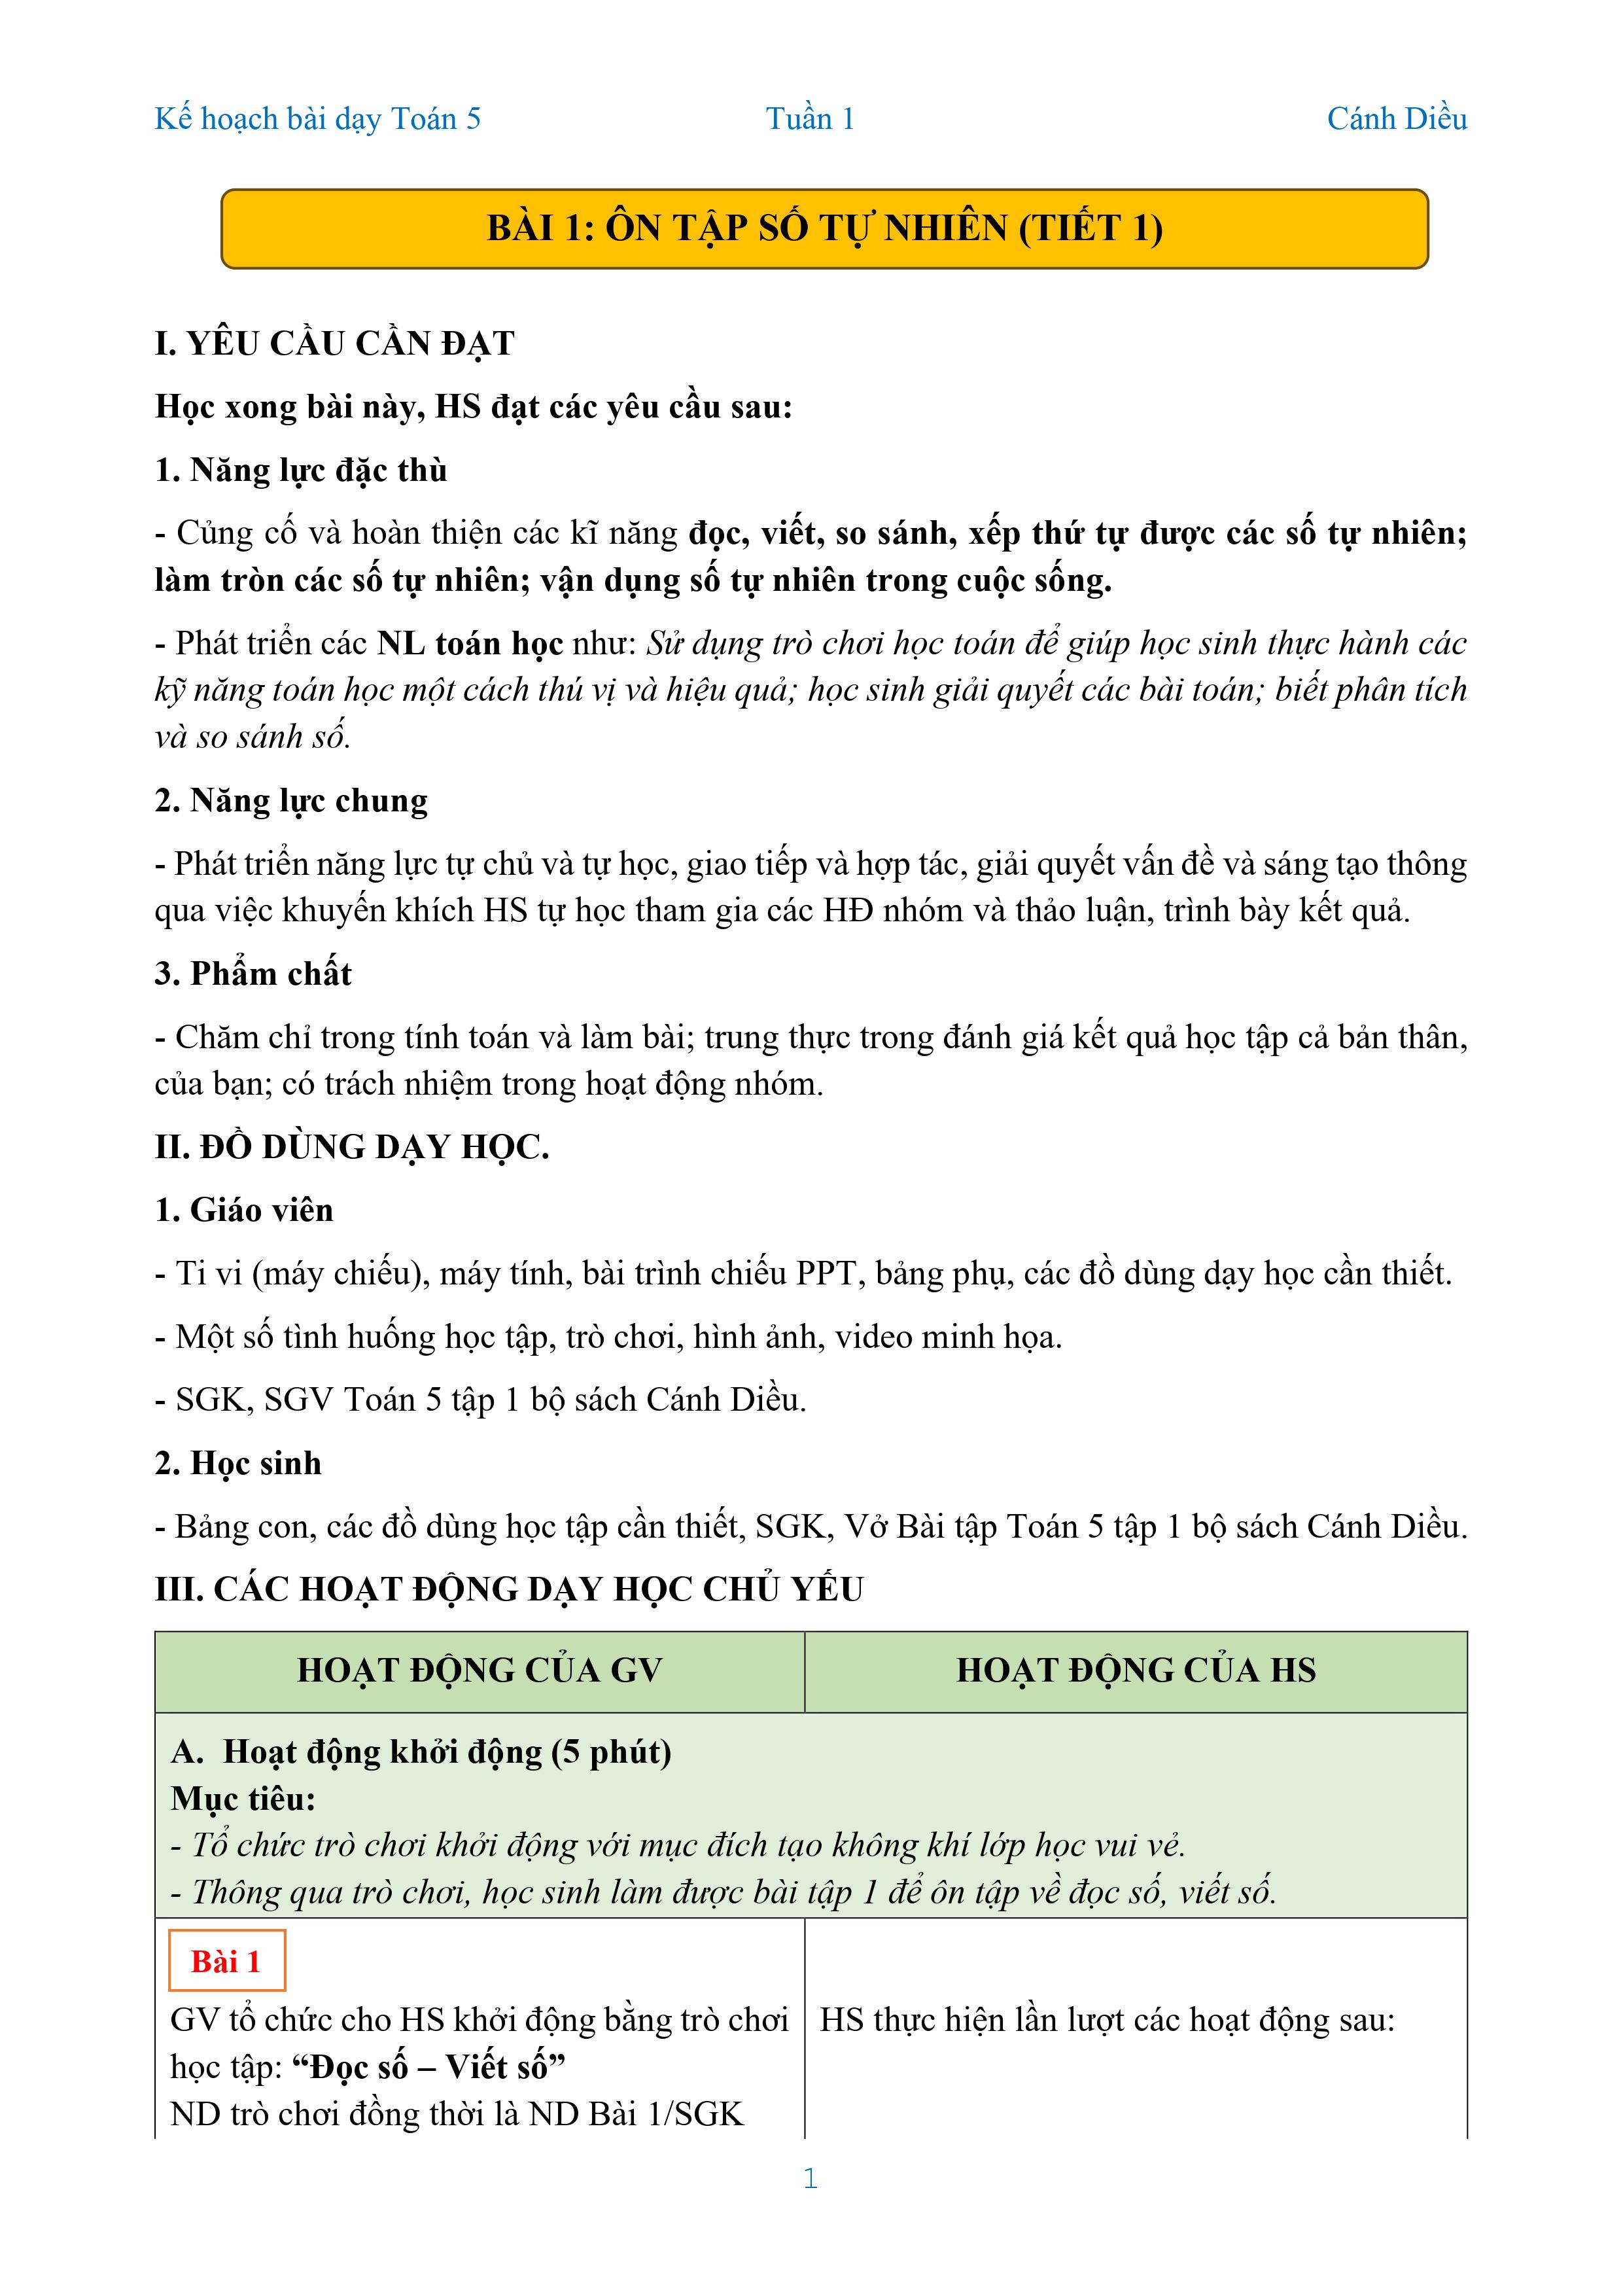 Kế hoạch bài dạy Toán 5 Tuần 1 Cánh Diều
BÀI 1: ÔN TẬP SỐ TỰ NHIÊN (TIẾT 1)
I. YÊU CẦU CẦN ĐẠT
Học xong bài này, HS đạt các yêu cầu sau:
1. Năng lực đặc thù
- Củng cố và hoàn thiện các kĩ năng đọc, viết, so sánh, xếp thứ tự được các số tự nhiên;
làm tròn các số tự nhiên; vận dụng số tự nhiên trong cuộc sống.
- Phát triển các NL toán học như: Sử dụng trò chơi học toán để giúp học sinh thực hành các
kỹ năng toán học một cách thú vị và hiệu quả; học sinh giải quyết các bài toán; biết phân tích
và so sánh số.
2. Năng lực chung
- Phát triển năng lực tự chủ và tự học, giao tiếp và hợp tác, giải quyết vấn đề và sáng tạo thông
qua việc khuyến khích HS tự học tham gia các HĐ nhóm và thảo luận, trình bày kết quả.
3. Phẩm chất
- Chăm chỉ trong tính toán và làm bài; trung thực trong đánh giá kết quả học tập cả bản thân,
của bạn; có trách nhiệm trong hoạt động nhóm.
II. ĐỒ DÙNG DẠY HỌC.
1. Giáo viên
- Ti vi (máy chiếu), máy tính, bài trình chiếu PPT, bảng phụ, các đồ dùng dạy học cần thiết.
- Một số tình huống học tập, trò chơi, hình ảnh, video minh họa.
- SGK, SGV Toán 5 tập 1 bộ sách Cánh Diều.
2. Học sinh
- Bảng con, các đồ dùng học tập cần thiết, SGK, Vở Bài tập Toán 5 tập 1 bộ sách Cánh Diều.
III. CÁC HOẠT ĐỘNG DẠY HỌC CHỦ YẾU
HOẠT ĐỘNG CỦA GV HOẠT ĐỘNG CỦA HS
A. Hoạt động khởi động (5 phút)
Mục tiêu:
- Tổ chức trò chơi khởi động với mục đích tạo không khí lớp học vui vẻ.
- Thông qua trò chơi, học sinh làm được bài tập 1 để ôn tập về đọc số, viết số.
Bài 1
GV tổ chức cho HS khởi động bằng trò chơi
học tập: “Đọc số – Viết số”
ND trò chơi đồng thời là ND Bài 1/SGK
HS thực hiện lần lượt các hoạt động sau:
1